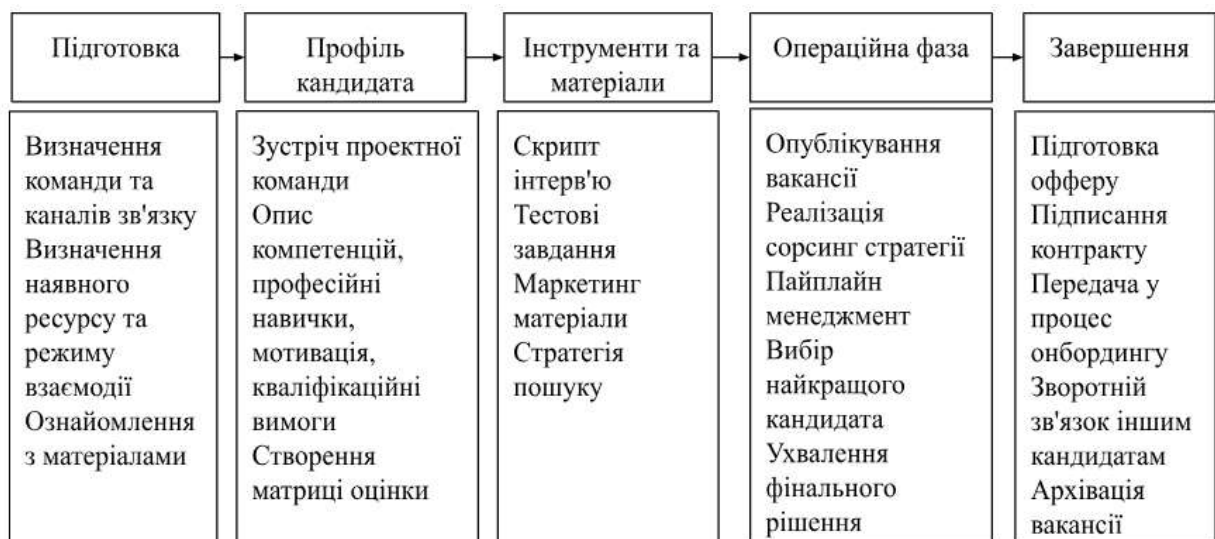 Підготовка
Профіль
кандидата
Інструменти та
матеріали
Операційна фаза
Завершення
Визначення
команди та
каналів зв'язку
Визначення
наявного
ресурсу та
режиму
взаємодії
Ознайомлення
з матеріалами
Зустріч проектної
команди
Опис
компетенцій,
професійні
навички,
мотивація,
кваліфікаційні
вимоги
Створення
матриці оцінки
Скрипт
інтерв'ю
Тестові
завдання
Маркетинг
матеріали
Стратегія
пошуку
Опублікування
вакансії
Реалізація
сорсинг стратегії
Пайплайн
менеджмент
Вибір
найкращого
кандидата
Ухвалення
фінального
рішення
Підготовка
офферу
Підписання
контракту
Передача у
процес
онбордингу
Зворотній
зв'язок іншим
кандидатам
Архівація
вакансії